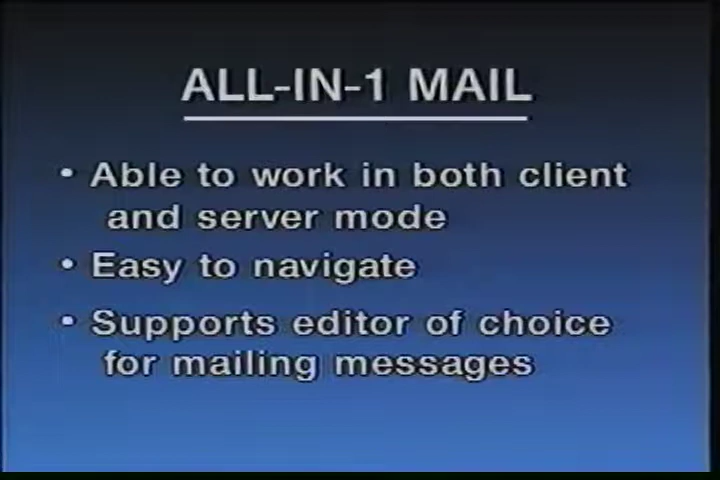 ALL-IN-1 MAIL
• Able to work in both client
and server mode
• Easy to navigate
• Supports editor of choice
for mailing messages